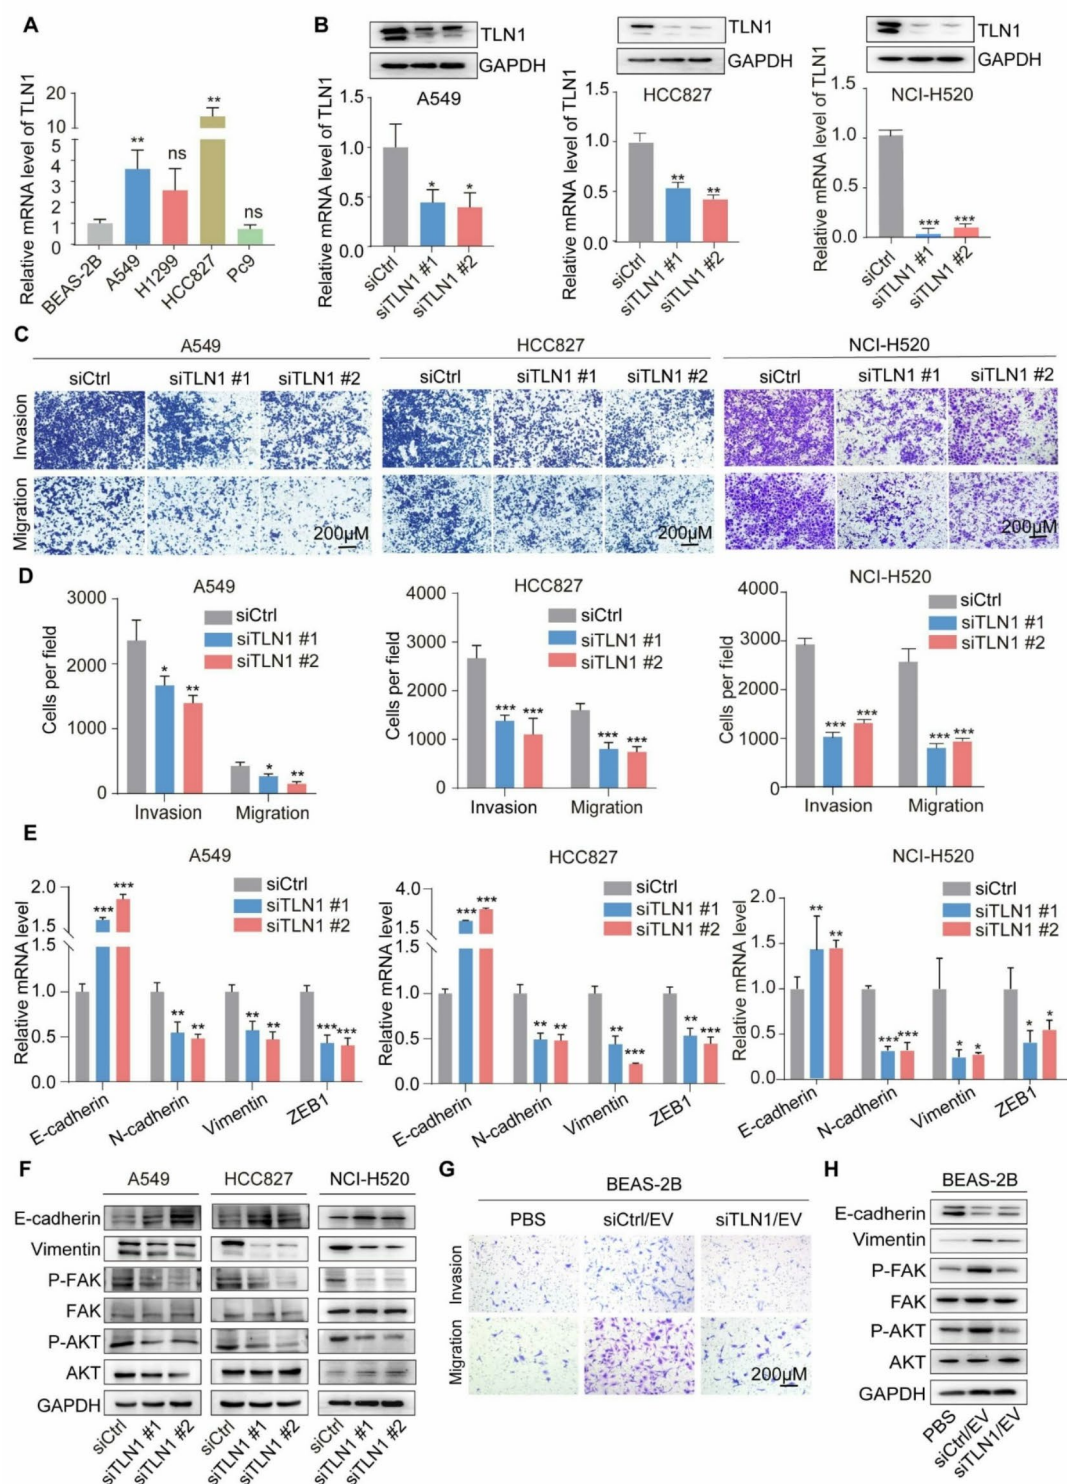 A
Relative mRNA level of TLN1
20
10
6
4
3
2
1
0
** ns ** ns
BEAS-2B A549 H1299 HCC827 Pc9
B
TLN1
GAPDH
A549
Relative mRNA level of TLN1
1.5
1.0
0.5
0.0
* *
siCtrl siTLN1 #1 siTLN1 #2
TLN1
GAPDH
HCC827
Relative mRNA level of TLN1
1.5
1.0
0.5
0.0
** **
siCtrl siTLN1 #1 siTLN1 #2
TLN1
GAPDH
NCI-H520
Relative mRNA level of TLN1
1.5
1.0
0.5
0.0
*** ***
siCtrl siTLN1 #1 siTLN1 #2
C
A549 HCC827 NCI-H520
siCtrl siTLN1 #1 siTLN1 #2 siCtrl siTLN1 #1 siTLN1 #2 siCtrl siTLN1 #1 siTLN1 #2
Invasion
Migration
200μM 200μM 200μM
D
A549
Cells per field
3000
2000
1000
0
siCtrl
siTLN1 #1
siTLN1 #2
* ** * **
Invasion Migration
HCC827
Cells per field
4000
3000
2000
1000
0
siCtrl
siTLN1 #1
siTLN1 #2
*** *** *** ***
Invasion Migration
NCI-H520
Cells per field
4000
3000
2000
1000
0
siCtrl
siTLN1 #1
siTLN1 #2
*** *** *** ***
Invasion Migration
E
A549
Relative mRNA level
2.0
1.5
1.5
1.0
0.5
0.0
siCtrl
siTLN1 #1
siTLN1 #2
*** *** ** ** ** ** *** ***
E-cadherin N-cadherin Vimentin ZEB1
HCC827
Relative mRNA level
4.0
1.5
1.5
1.0
0.5
0.0
siCtrl
siTLN1 #1
siTLN1 #2
*** *** ** ** ** *** ** ***
E-cadherin N-cadherin Vimentin ZEB1
NCI-H520
Relative mRNA level
2.0
1.5
1.0
0.5
0.0
siCtrl
siTLN1 #1
siTLN1 #2
** ** *** *** * * * *
E-cadherin N-cadherin Vimentin ZEB1
F
A549 HCC827 NCI-H520
E-cadherin
Vimentin
P-FAK
FAK
P-AKT
AKT
GAPDH
siCtrl siTLN1 #1 siTLN1 #2 siCtrl siTLN1 #1 siTLN1 #2 siCtrl siTLN1 #1 siTLN1 #2
G
BEAS-2B
PBS siCtrl/EV siTLN1/EV
Invasion
Migration
200μM
H
BEAS-2B
E-cadherin
Vimentin
P-FAK
FAK
P-AKT
AKT
GAPDH
PBS siCtrl/EV siTLN1/EV